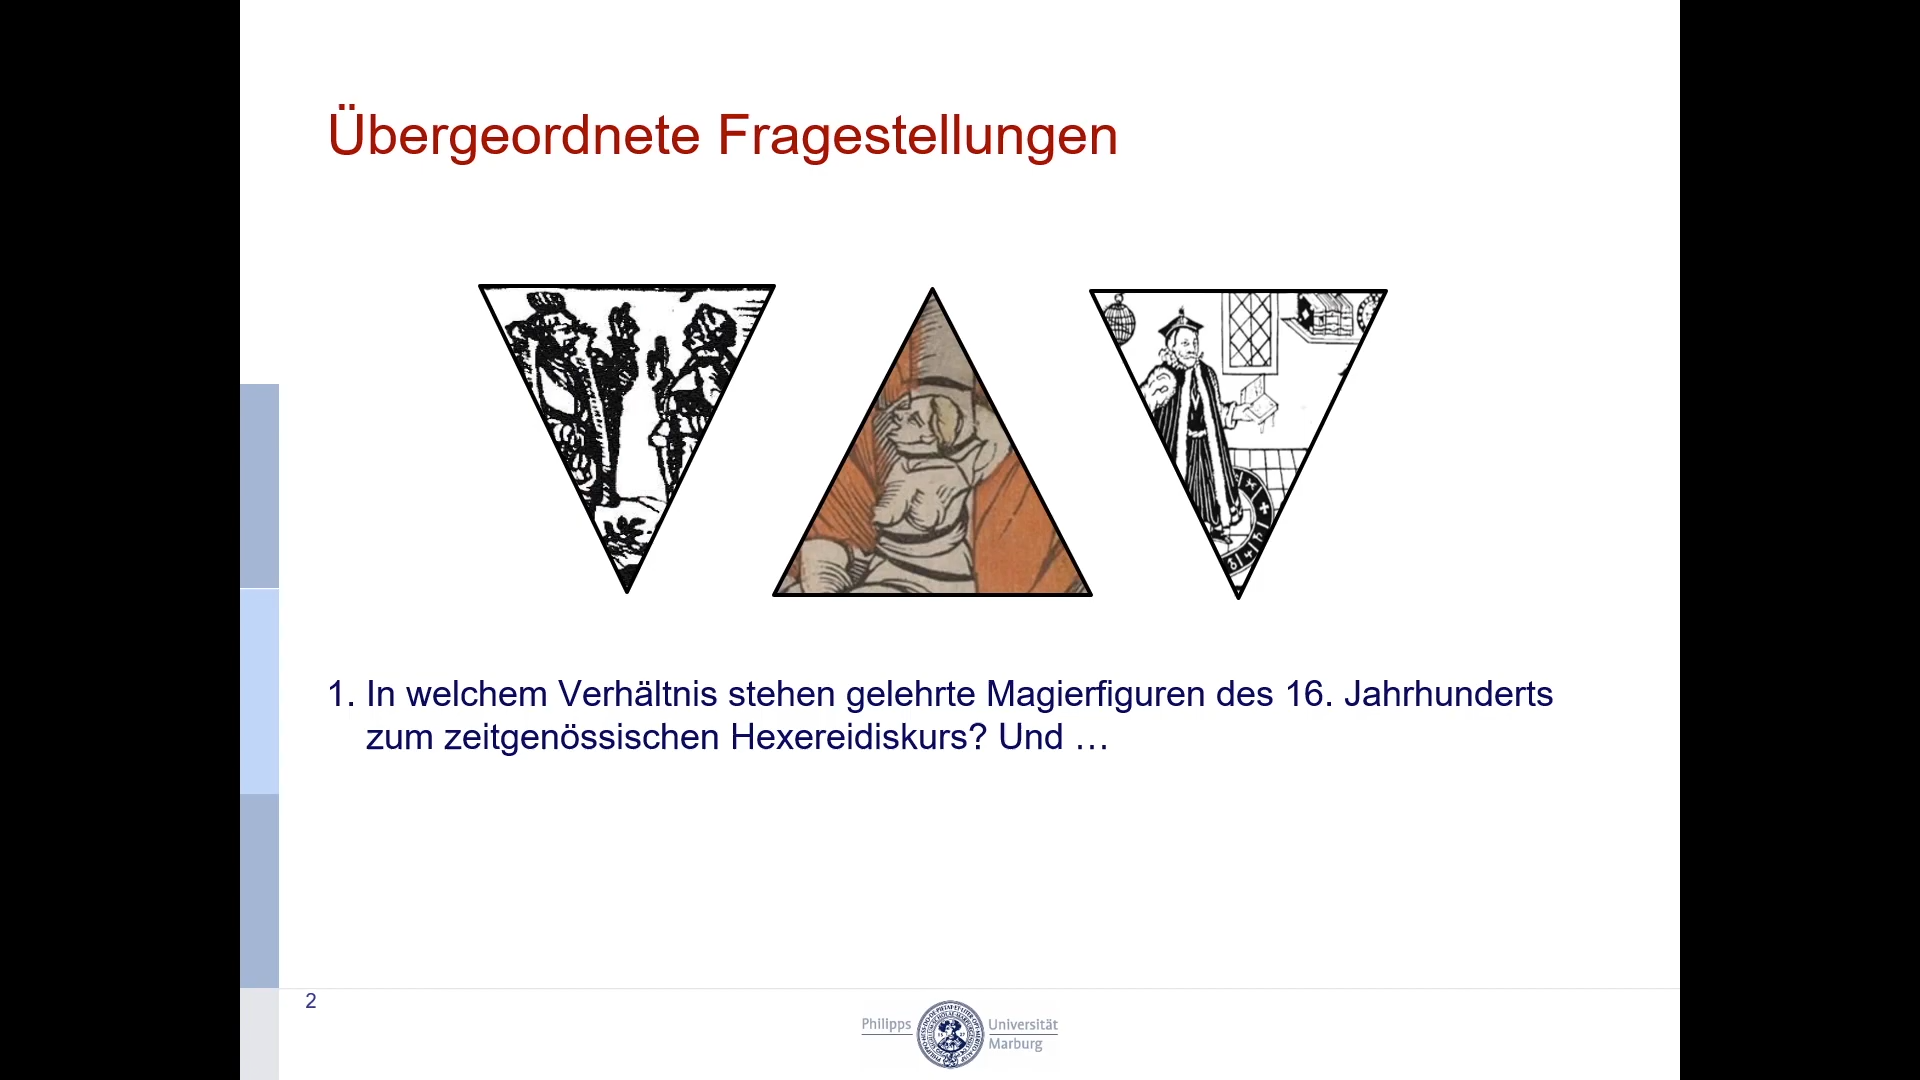 Übergeordnete Fragestellungen
1. In welchem Verhältnis stehen gelehrte Magierfiguren des 16. Jahrhunderts
zum zeitgenössischen Hexereidiskurs? Und …
2
Philipps Universität
Marburg